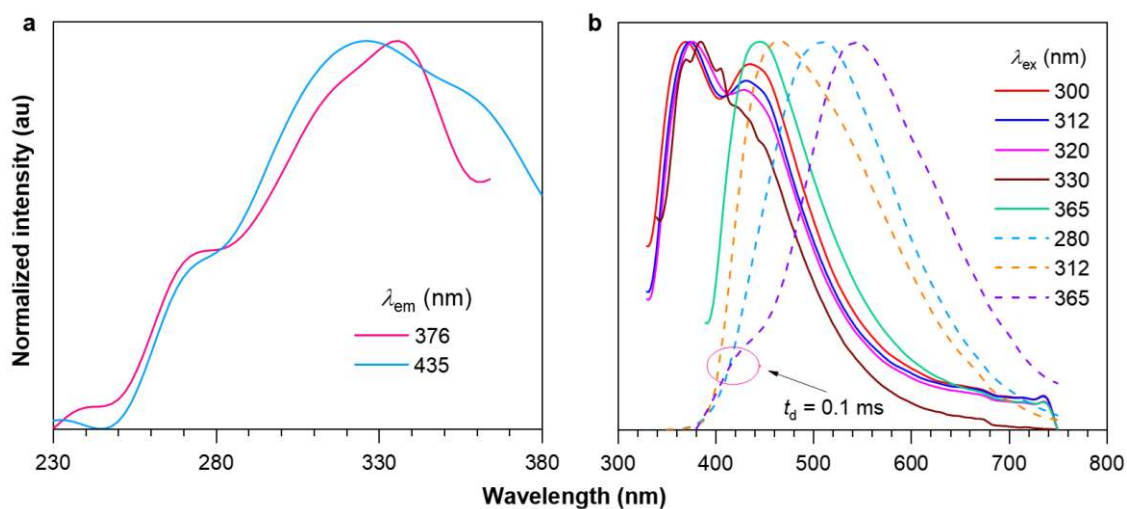 a
b
Normalized intensity (au)
λem (nm)
376
435
230
280
330
380
λex (nm)
300
312
320
330
365
280
312
365
td = 0.1 ms
300
400
500
600
700
800
Wavelength (nm)